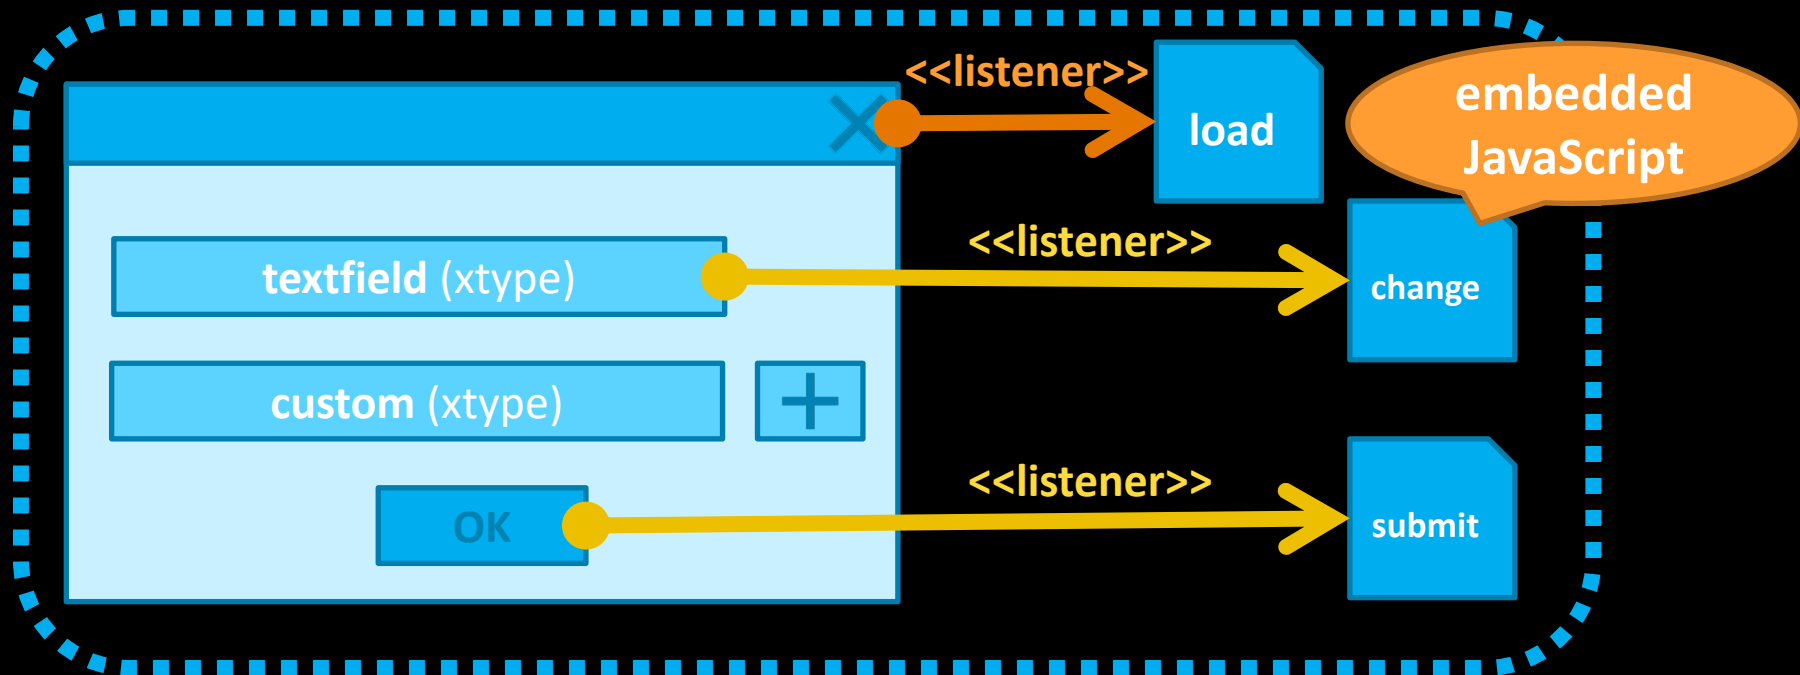 <<listener>>
load
embedded
JavaScript
textfield (xtype)
<<listener>>
change
custom (xtype)
OK
<<listener>>
submit